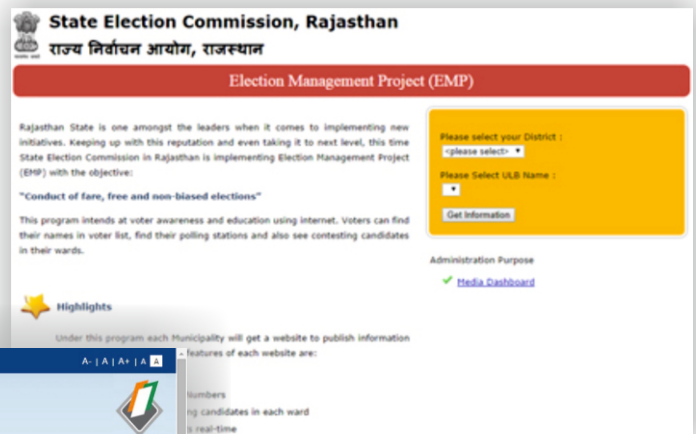 State Election Commission, Rajasthan
राज्य निर्वाचन आयोग, राजस्थान
Election Management Project (EMP)
Rajasthan State is one amongst the leaders when it comes to implementing new
initiatives. Keeping up with this reputation and even taking it to next level, this time
State Election Commission in Rajasthan is implementing Election Management Project
(EMP) with the objective:
"Conduct of fare, free and non-biased elections"
This program intends at voter awareness and education using internet. Voters can find
their names in voter list, find their polling stations and also see contesting candidates
in their wards.
Highlights
Under this program each Municipality will get a website to publish information
features of each website are:
Numbers
ng candidates in each ward
s real-time
Please select your District :
<please select>
Please Select ULB Name :
Get Information
Administration Purpose
Media Dashboard
A- | A | A+ | A A